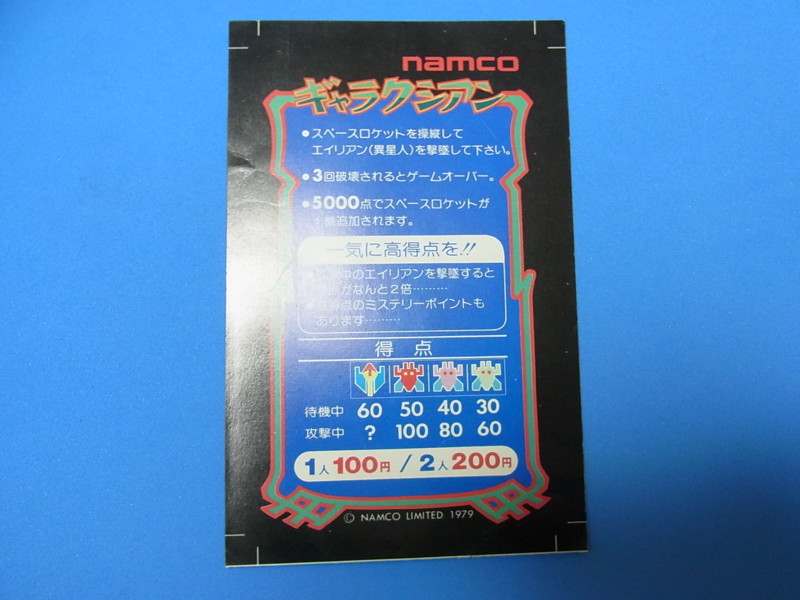 namco
ギャラクシアン
●スペースロケットを操縦して
エイリアン(異星人)を撃墜して下さい。
●3回破壊されるとゲームオーバー。
●5000点でスペースロケットが
1機追加されます。
一気に高得点を!!
中のエイリアンを撃墜すると
がなんと2倍………
得点のミステリーポイントも
あります………
得 点
待機中 60 50 40 30
攻撃中 ? 100 80 60
1人100円 / 2人200円
© NAMCO LIMITED 1979